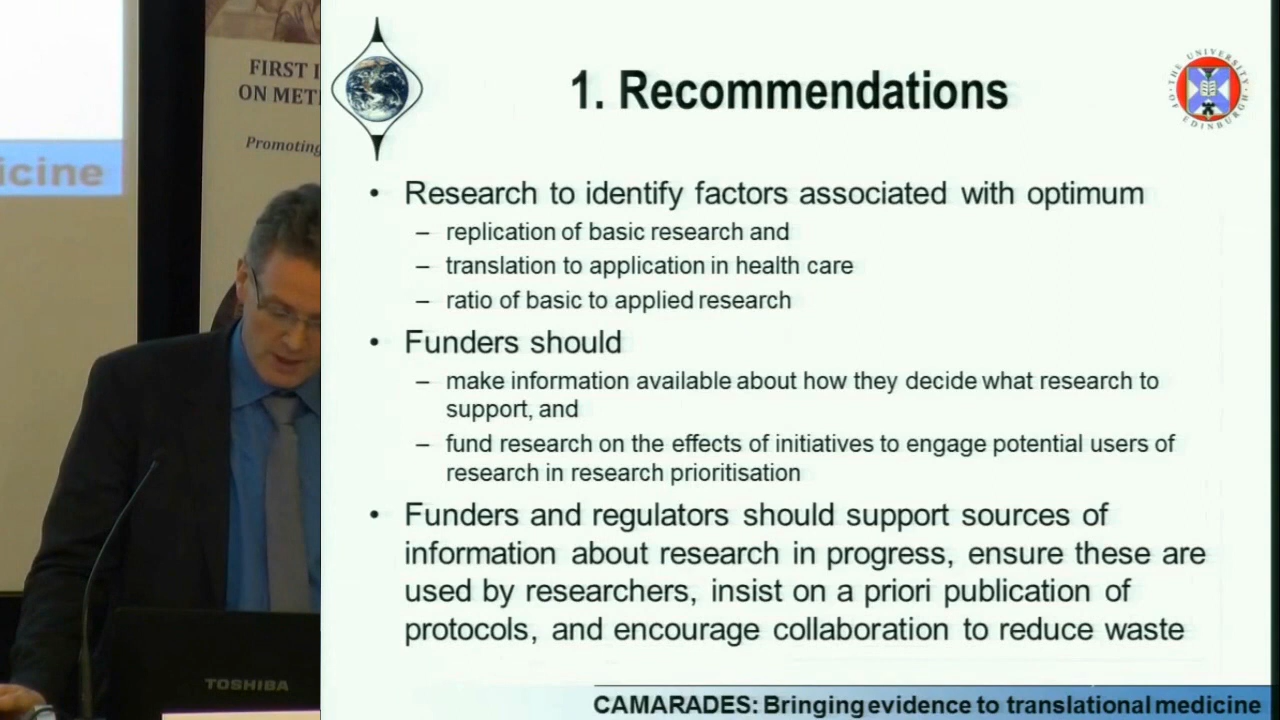 icine
FIRST I
ON MET
Promoting
TOSHIBA
1. Recommendations
THE UNIVERSITY OF EDINBURGH
• Research to identify factors associated with optimum
– replication of basic research and
– translation to application in health care
– ratio of basic to applied research
• Funders should
– make information available about how they decide what research to
support, and
– fund research on the effects of initiatives to engage potential users of
research in research prioritisation
• Funders and regulators should support sources of
information about research in progress, ensure these are
used by researchers, insist on a priori publication of
protocols, and encourage collaboration to reduce waste
CAMARADES: Bringing evidence to translational medicine